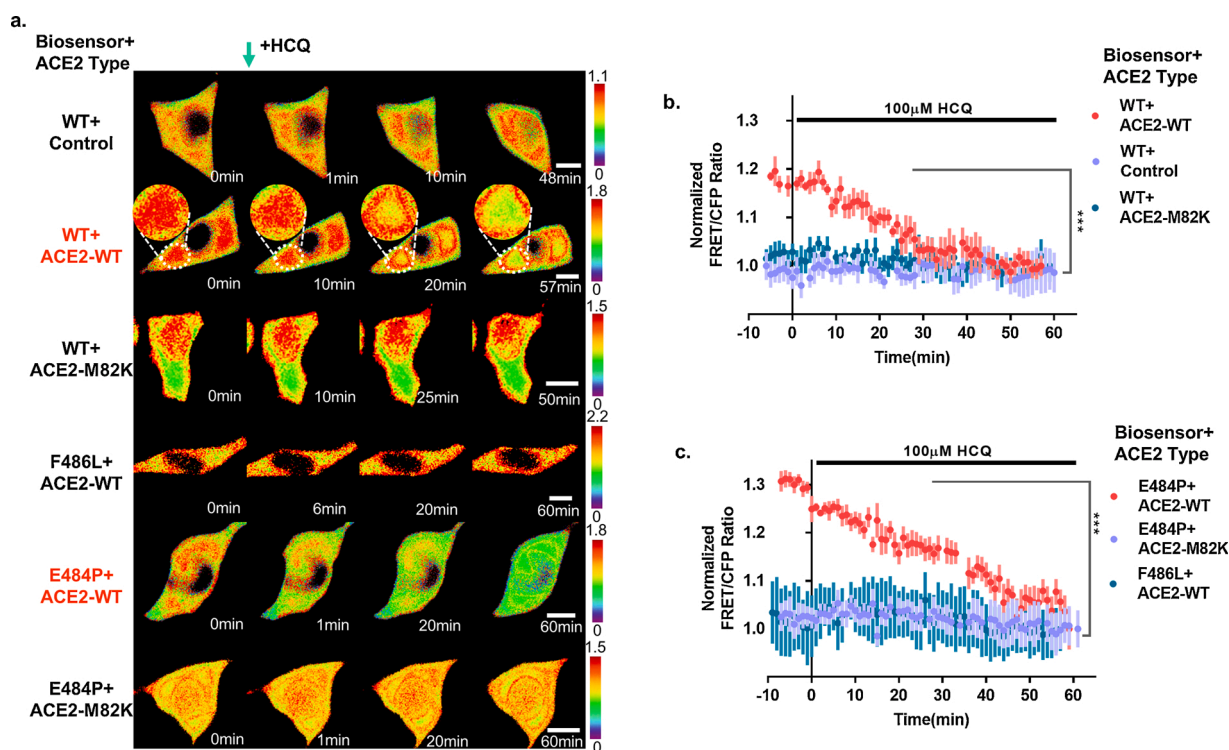 a.
Biosensor+
ACE2 Type
+HCQ
WT+
Control
0min
1min
10min
48min
1.1
0
WT+
ACE2-WT
0min
10min
20min
57min
1.8
0
WT+
ACE2-M82K
0min
10min
25min
50min
1.5
0
F486L+
ACE2-WT
0min
6min
20min
60min
2.2
0
E484P+
ACE2-WT
0min
1min
20min
60min
1.8
0
E484P+
ACE2-M82K
0min
1min
20min
60min
1.5
0
b.
100μM HCQ
Normalized
FRET/CFP Ratio
1.3
1.2
1.1
1.0
-10 0 10 20 30 40 50 60
Time(min)
***
Biosensor+
ACE2 Type
WT+
ACE2-WT
WT+
Control
WT+
ACE2-M82K
c.
100μM HCQ
Normalized
FRET/CFP Ratio
1.3
1.2
1.1
1.0
-10 0 10 20 30 40 50 60
Time(min)
***
Biosensor+
ACE2 Type
E484P+
ACE2-WT
E484P+
ACE2-M82K
F486L+
ACE2-WT